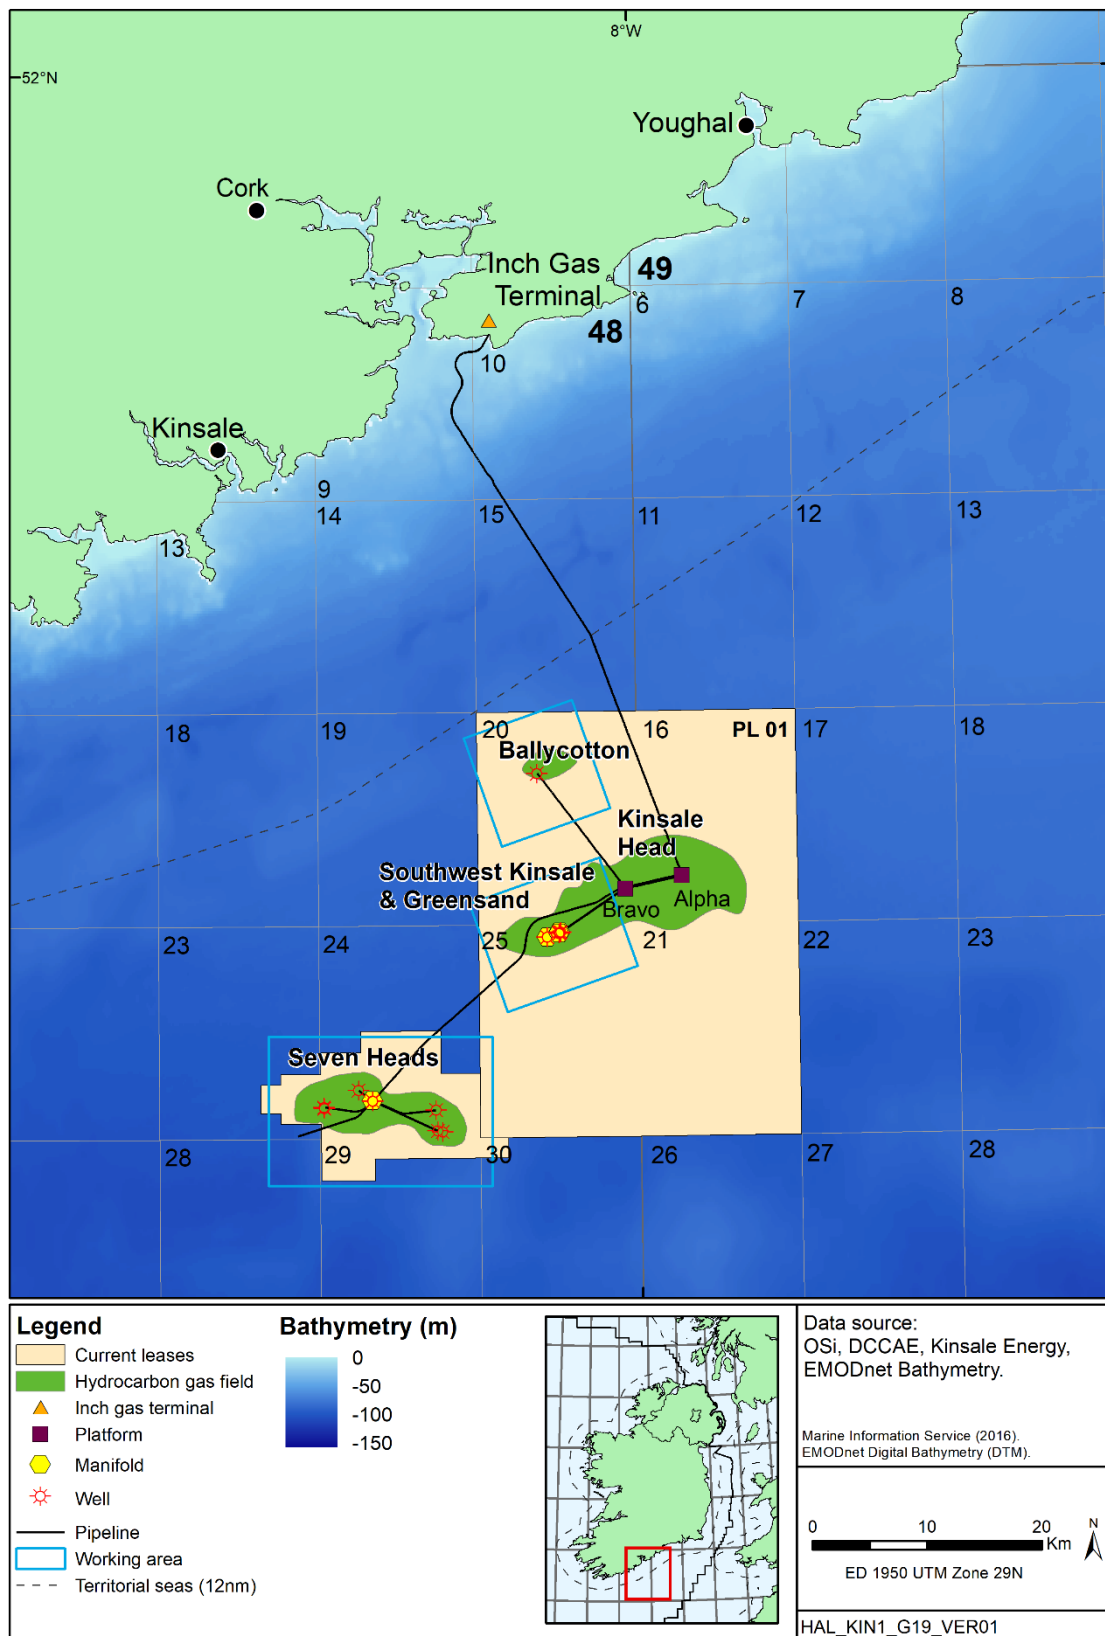 8°W
52°N
Youghal
Cork
Inch Gas
Terminal
49
6
7
8
48
10
Kinsale
9
14
15
11
12
13
13
18
19
20
16
PL 01
17
18
Ballycotton
Kinsale
Head
Southwest Kinsale
& Greensand
Bravo
Alpha
23
24
25
21
22
23
Seven Heads
28
29
30
26
27
28
Legend
Current leases
Hydrocarbon gas field
Inch gas terminal
Platform
Manifold
Well
Pipeline
Working area
Territorial seas (12nm)
Bathymetry (m)
0
-50
-100
-150
Data source:
OSi, DCCAE, Kinsale Energy,
EMODnet Bathymetry.
Marine Information Service (2016).
EMODnet Digital Bathymetry (DTM).
0 10 20
Km
N
ED 1950 UTM Zone 29N
HAL_KIN1_G19_VER01